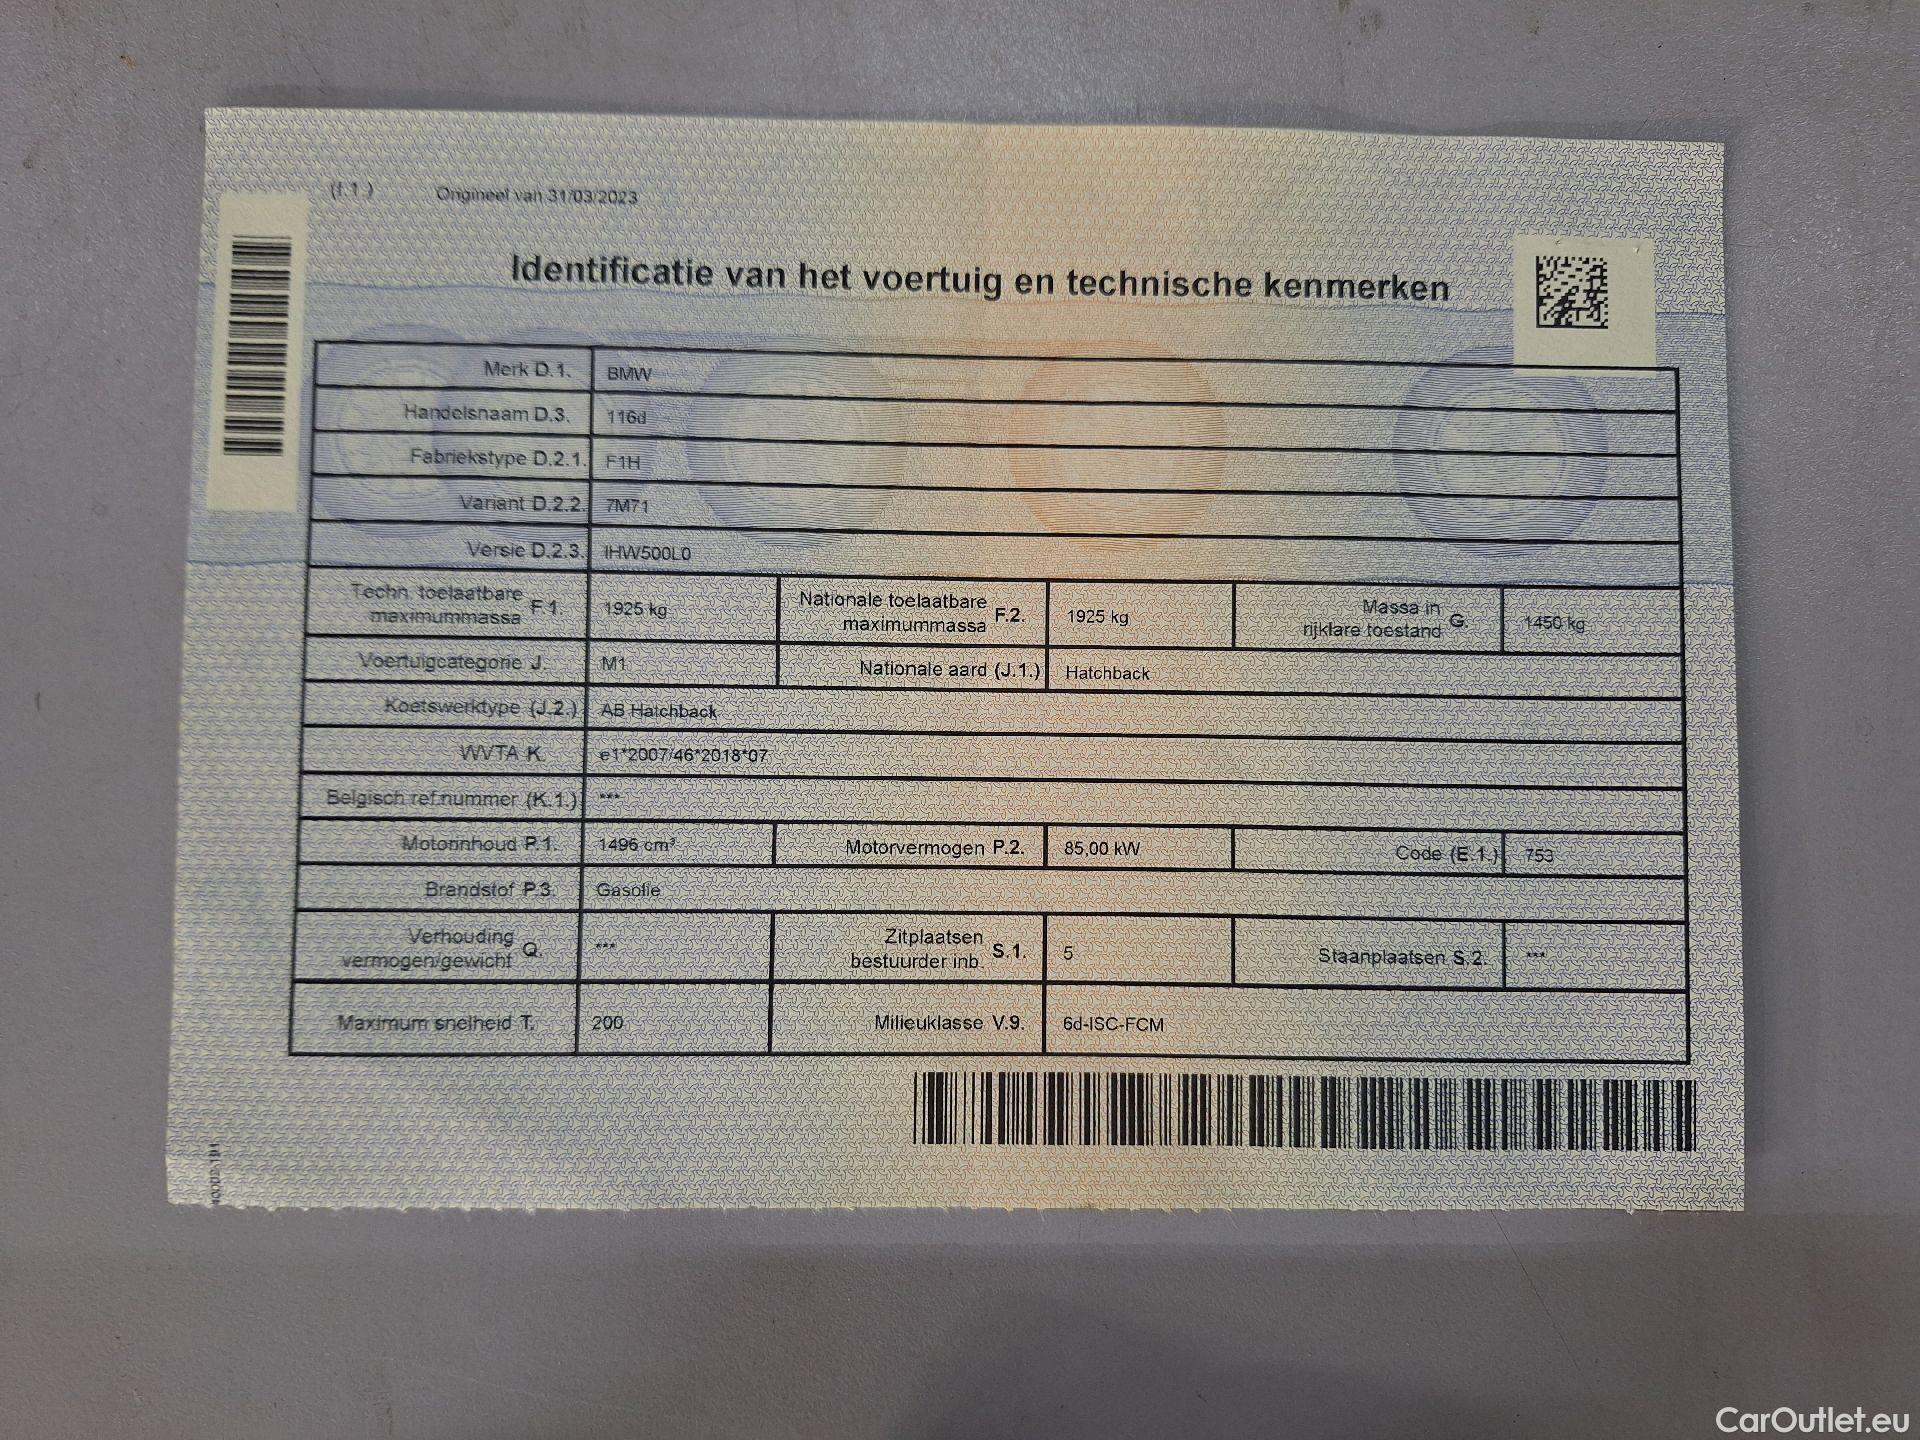 (I.1.) Origineel van 31/03/2023
Identificatie van het voertuig en technische kenmerken
Merk D.1. BMW
Handelsnaam D.3. 116d
Fabriekstype D.2.1. F1H
Variant D.2.2. 7M71
Versie D.2.3. IHW500L0
Techn. toelaatbare maximummassa F.1. 1925 kg Nationale toelaatbare maximummassa F.2. 1925 kg Massa in rijklare toestand G. 1450 kg
Voertuigcategorie J. M1 Nationale aard (J.1.) Hatchback
Koetswerktype (J.2.) AB Hatchback
WVTA K. e1*2007/46*2018*07
Belgisch ref.nummer (K.1.) ***
Motorinhoud P.1. 1496 cm³ Motorvermogen P.2. 85,00 kW Code (E.1.) 753
Brandstof P.3. Gasolie
Verhouding vermogen/gewicht Q. *** Zitplaatsen bestuurder inb. S.1. 5 Staanplaatsen S.2. ***
Maximum snelheid T. 200 Milieuklasse V.9. 6d-ISC-FCM
CarOutlet.eu